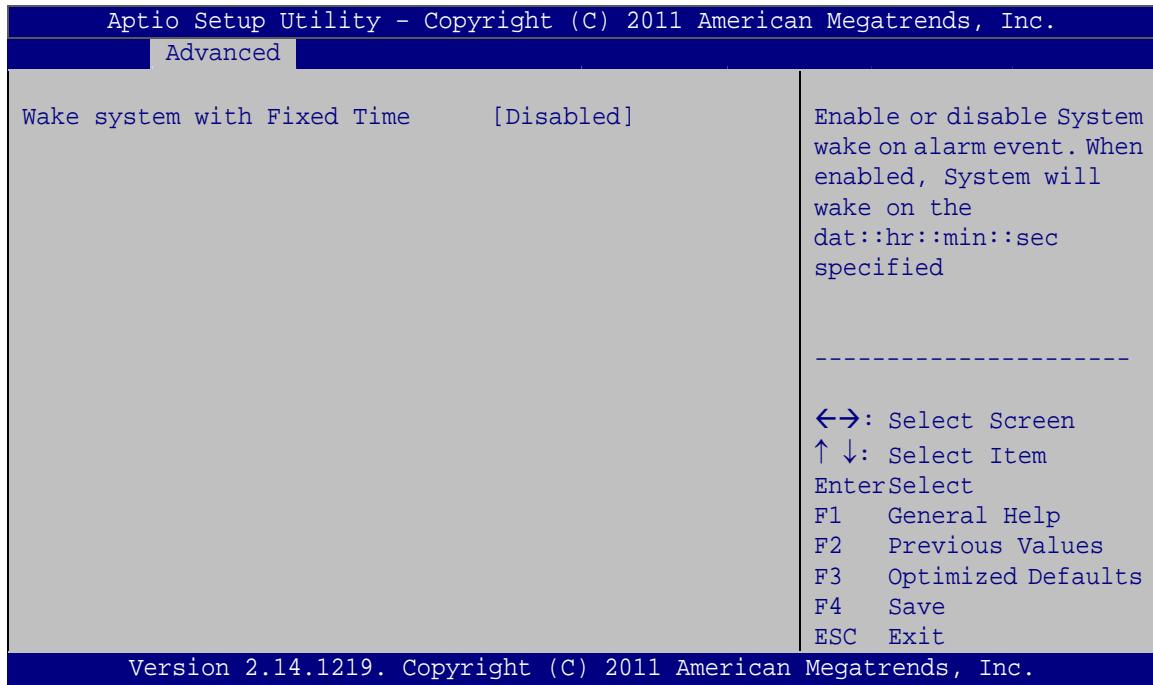 Aptio Setup Utility – Copyright (C) 2011 American Megatrends, Inc.
Advanced
Wake system with Fixed Time [Disabled]
Enable or disable System
wake on alarm event. When
enabled, System will
wake on the
dat::hr::min::sec
specified
----------------------
←→: Select Screen
↑ ↓: Select Item
EnterSelect
F1 General Help
F2 Previous Values
F3 Optimized Defaults
F4 Save
ESC Exit
Version 2.14.1219. Copyright (C) 2011 American Megatrends, Inc.